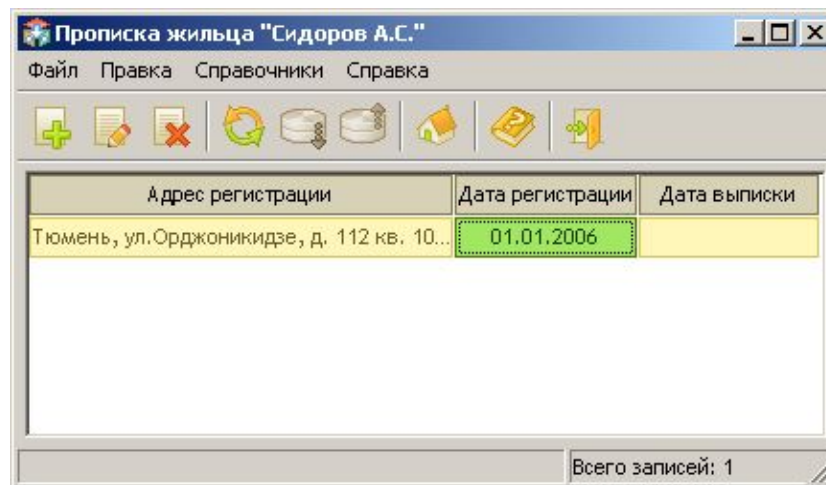 Прописка жильца "Сидоров А.С."
Файл Правка Справочники Справка
Адрес регистрации Дата регистрации Дата выписки
Тюмень, ул.Орджоникидзе, д. 112 кв. 10... 01.01.2006
Всего записей: 1